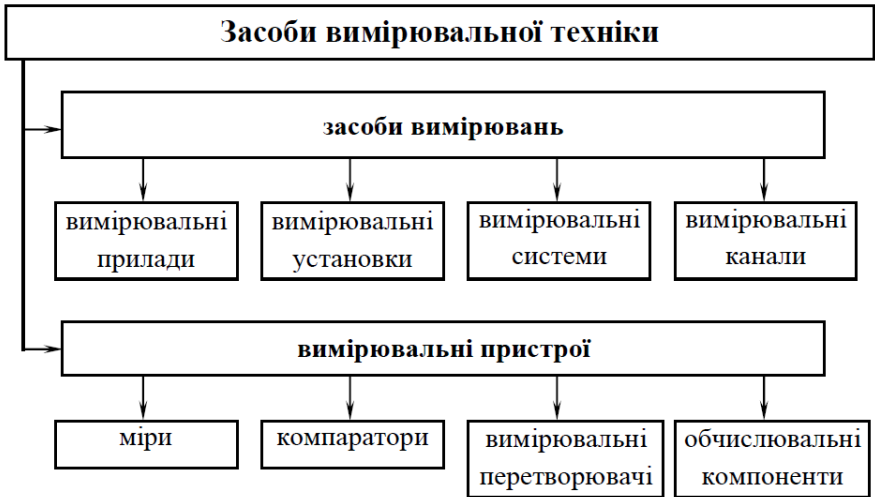 Засоби вимірювальної техніки
засоби вимірювань
вимірювальні
прилади
вимірювальні
установки
вимірювальні
системи
вимірювальні
канали
вимірювальні пристрої
міри
компаратори
вимірювальні
перетворювачі
обчислювальні
компоненти